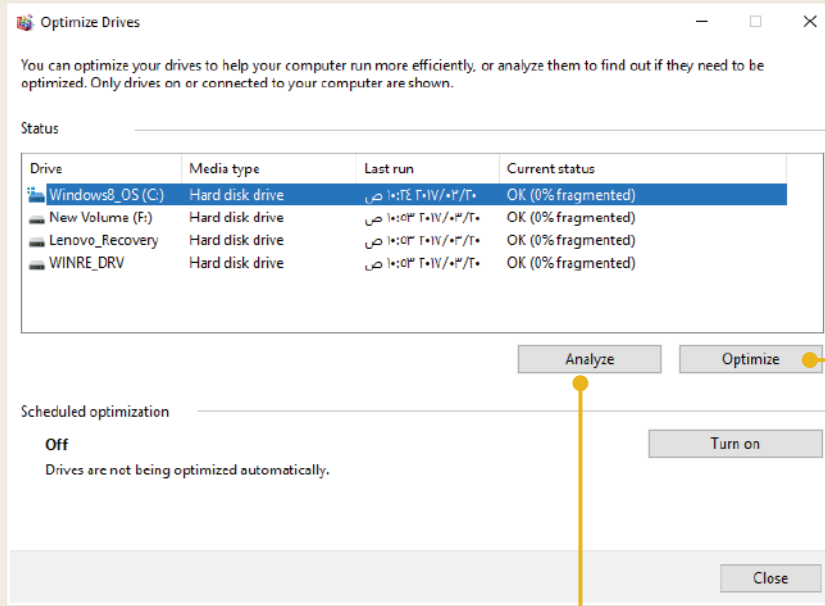 Optimize Drives
You can optimize your drives to help your computer run more efficiently, or analyze them to find out if they need to be
optimized. Only drives on or connected to your computer are shown.
Status
Drive Media type Last run Current status
Windows8_OS (C:) Hard disk drive ٢٠١٧/٠٣/٢٠ ١٠:٢٤ ص OK (0% fragmented)
New Volume (F:) Hard disk drive ٢٠١٧/٠٣/٢٠ ١٠:٥٣ ص OK (0% fragmented)
Lenovo_Recovery Hard disk drive ٢٠١٧/٠٣/٢٠ ١٠:٥٣ ص OK (0% fragmented)
WINRE_DRV Hard disk drive ٢٠١٧/٠٣/٢٠ ١٠:٥٣ ص OK (0% fragmented)
Analyze Optimize
Scheduled optimization
Off Turn on
Drives are not being optimized automatically.
Close